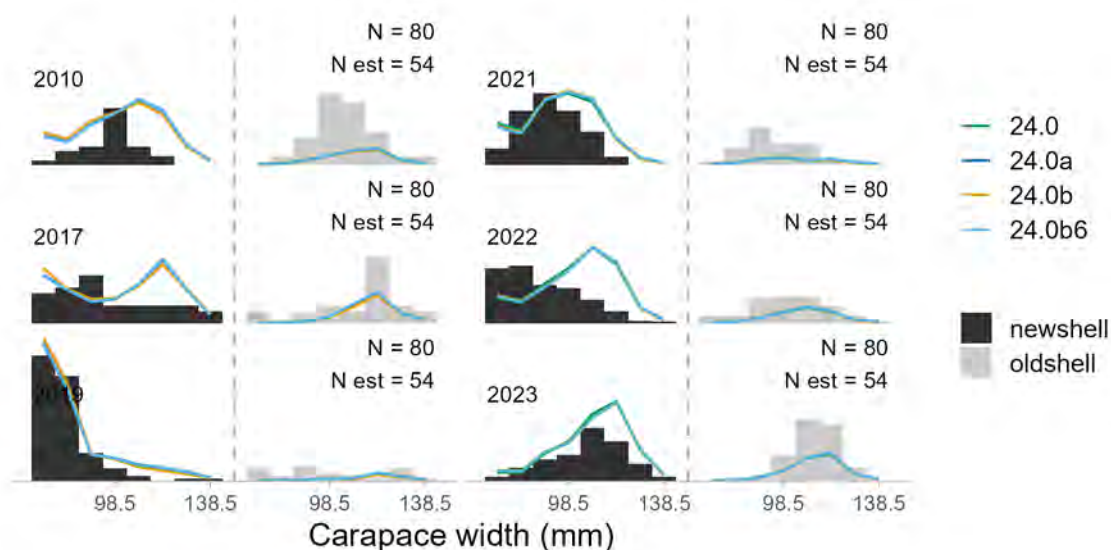 N = 80
N est = 54
2010
N = 80
N est = 54
2021
N = 80
N est = 54
2017
N = 80
N est = 54
2022
N = 80
N est = 54
2019
N = 80
N est = 54
2023
98.5 138.5 98.5 138.5 98.5 138.5 98.5 138.5
Carapace width (mm)
24.0
24.0a
24.0b
24.0b6
newshell
oldshell